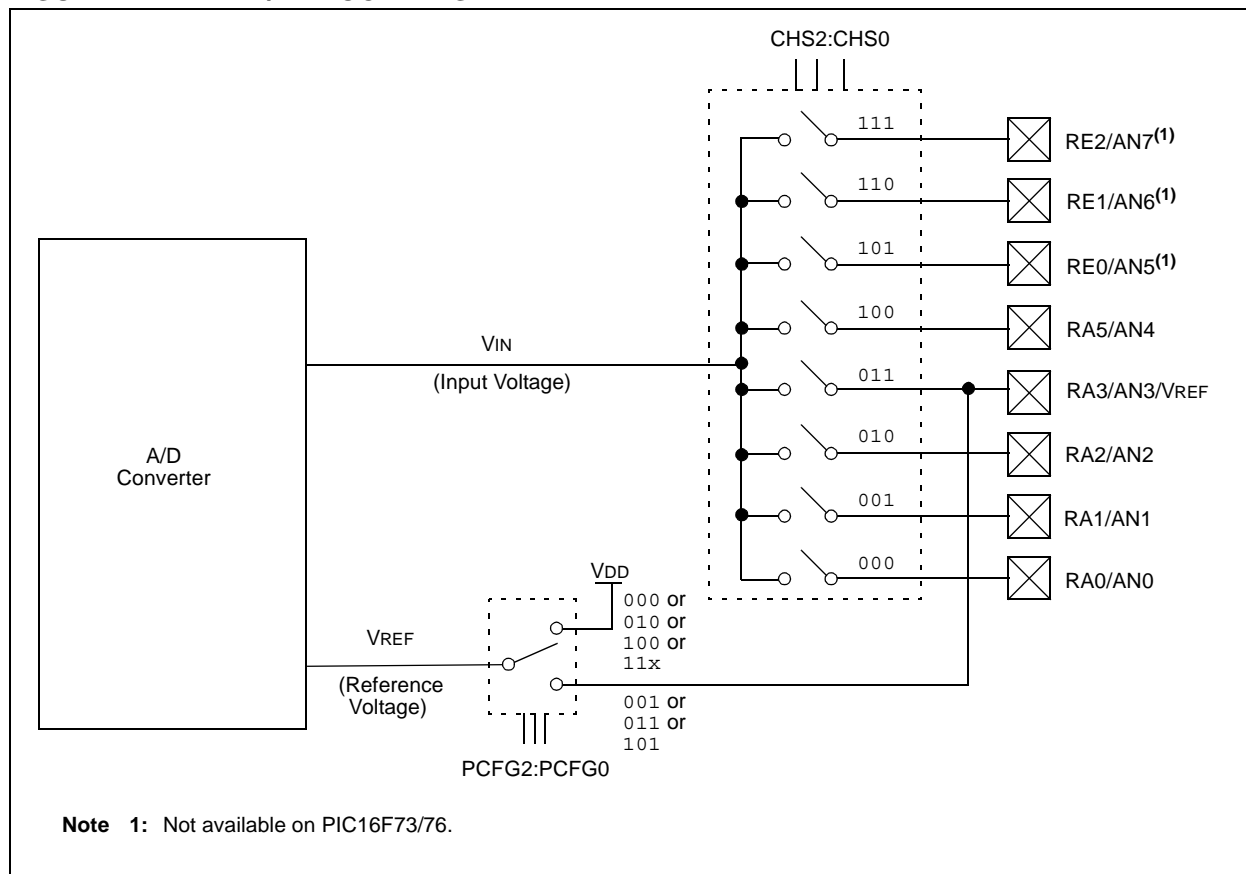 CHS2:CHS0
111
RE2/AN7(1)
110
RE1/AN6(1)
101
RE0/AN5(1)
100
RA5/AN4
VIN
(Input Voltage)
011
RA3/AN3/VREF
A/D
Converter
010
RA2/AN2
001
RA1/AN1
000
RA0/AN0
VDD
000 or
010 or
100 or
11x
VREF
(Reference
Voltage)
001 or
011 or
101
PCFG2:PCFG0
Note 1: Not available on PIC16F73/76.